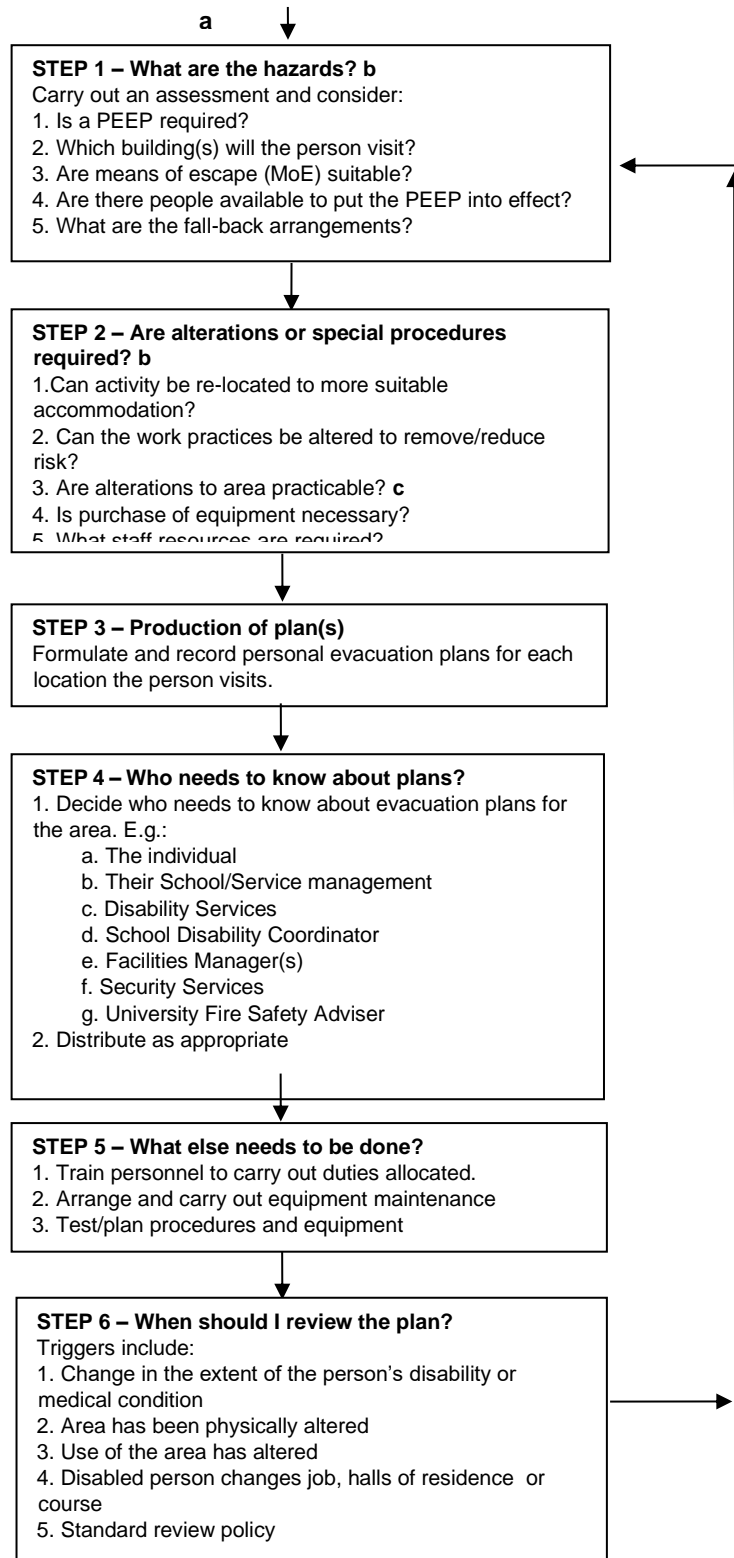 a
STEP 1 – What are the hazards? b
Carry out an assessment and consider:
1. Is a PEEP required?
2. Which building(s) will the person visit?
3. Are means of escape (MoE) suitable?
4. Are there people available to put the PEEP into effect?
5. What are the fall-back arrangements?
STEP 2 – Are alterations or special procedures
required? b
1.Can activity be re-located to more suitable
accommodation?
2. Can the work practices be altered to remove/reduce
risk?
3. Are alterations to area practicable? c
4. Is purchase of equipment necessary?
5. What staff resources are required?
STEP 3 – Production of plan(s)
Formulate and record personal evacuation plans for each
location the person visits.
STEP 4 – Who needs to know about plans?
1. Decide who needs to know about evacuation plans for
the area. E.g.:
a. The individual
b. Their School/Service management
c. Disability Services
d. School Disability Coordinator
e. Facilities Manager(s)
f. Security Services
g. University Fire Safety Adviser
2. Distribute as appropriate
STEP 5 – What else needs to be done?
1. Train personnel to carry out duties allocated.
2. Arrange and carry out equipment maintenance
3. Test/plan procedures and equipment
STEP 6 – When should I review the plan?
Triggers include:
1. Change in the extent of the person’s disability or
medical condition
2. Area has been physically altered
3. Use of the area has altered
4. Disabled person changes job, halls of residence or
course
5. Standard review policy